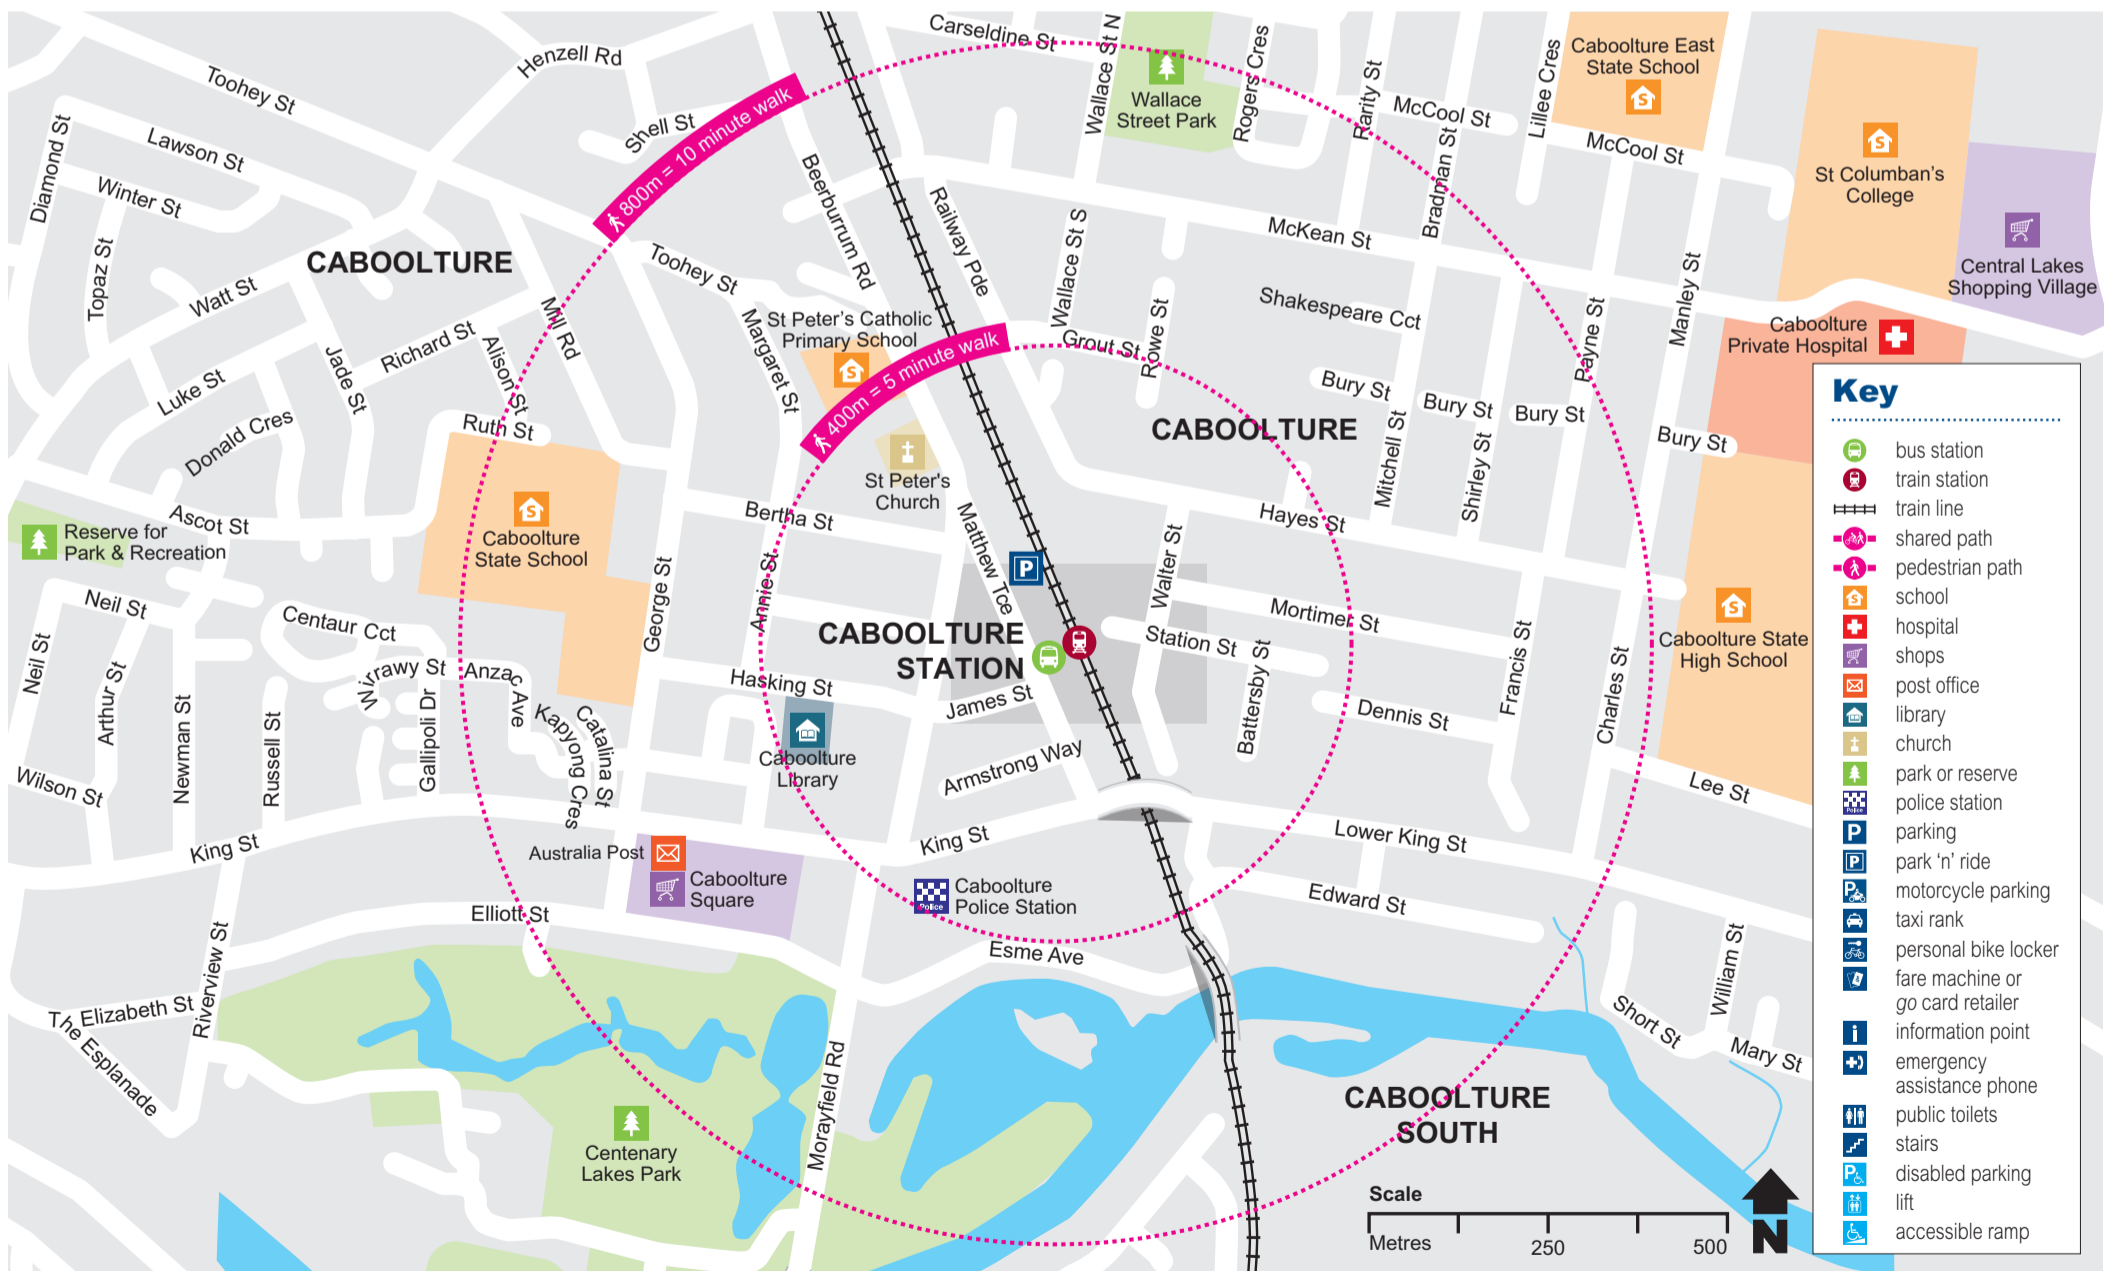 Carseldine St
Wallace St N
Rogers Cres
Rarity St
Lillee Cres
Caboolture East
State School
Henzell Rd
Toohey St
Wallace
Street Park
McCool St
McCool St
Bradman St
Shell St
800m = 10 minute walk
Diamond St
Lawson St
Winter St
Topaz St
Beerburrum Rd
Railway Pde
Wallace St S
McKean St
St Columban's
College
Central Lakes
Shopping Village
CABOOLTURE
Watt St
Toohey St
Mill Rd
Margaret St
St Peter's Catholic
Primary School
400m = 5 minute walk
Grout St
Rowe St
Shakespeare Cct
Payne St
Manley St
Caboolture
Private Hospital
Luke St
Richard St
Jade St
Alison St
Donald Cres
Ruth St
Bury St
Bury St
Bury St
Bury St
Mitchell St
Shirley St
CABOOLTURE
St Peter's
Church
Ascot St
Reserve for
Park & Recreation
Caboolture
State School
Bertha St
Annie St
George St
Matthew Tce
P
Walter St
Hayes St
Mortimer St
Station St
Battersby St
Francis St
Charles St
Caboolture State
High School
Neil St
Neil St
Arthur St
Newman St
Russell St
Centaur Cct
Wirrawy St
Gallipoli Dr
Anzac Ave
Kapyong Cres
Catalina St
CABOOLTURE
STATION
Hasking St
James St
Dennis St
Caboolture
Library
Armstrong Way
Wilson St
King St
King St
Lower King St
Lee St
Australia Post
Caboolture
Square
Police
Caboolture
Police Station
Elliott St
Esme Ave
Edward St
Riverview St
Elizabeth St
The Esplanade
Morayfield Rd
Centenary
Lakes Park
Short St
William St
Mary St
CABOOLTURE
SOUTH
Scale
Metres
250
500
N
Key
bus station
train station
train line
shared path
pedestrian path
school
hospital
shops
post office
library
church
park or reserve
police station
parking
park 'n' ride
motorcycle parking
taxi rank
personal bike locker
fare machine or
go card retailer
information point
emergency
assistance phone
public toilets
stairs
disabled parking
lift
accessible ramp